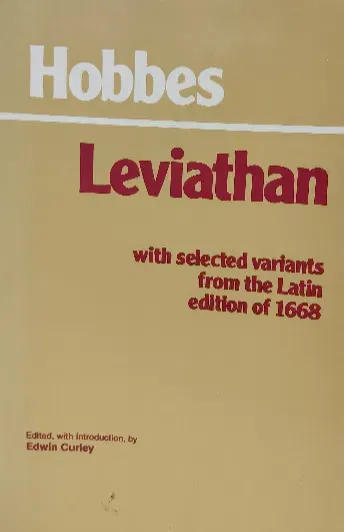 Hobbes
Leviathan
with selected variants
from the Latin
edition of 1668
Edited, with Introduction, by
Edwin Curley